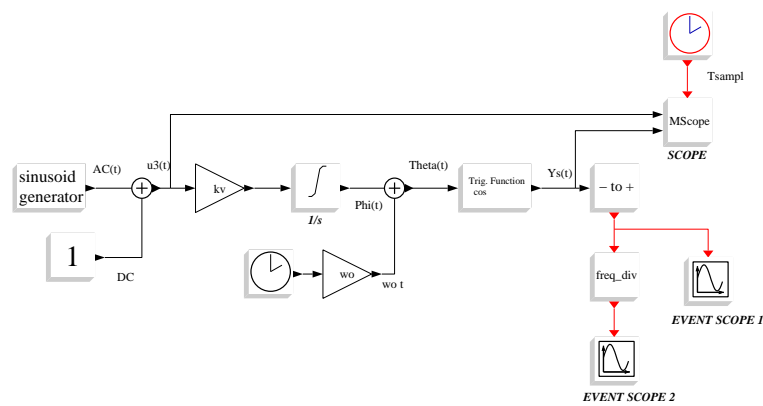 Tsampl
MScope
SCOPE
AC(t)
u3(t)
Theta(t)
Ys(t)
sinusoid
generator
kv
1/s
Phi(t)
Trig. Function
cos
− to +
1
DC
wo
wo t
freq_div
EVENT SCOPE 1
EVENT SCOPE 2